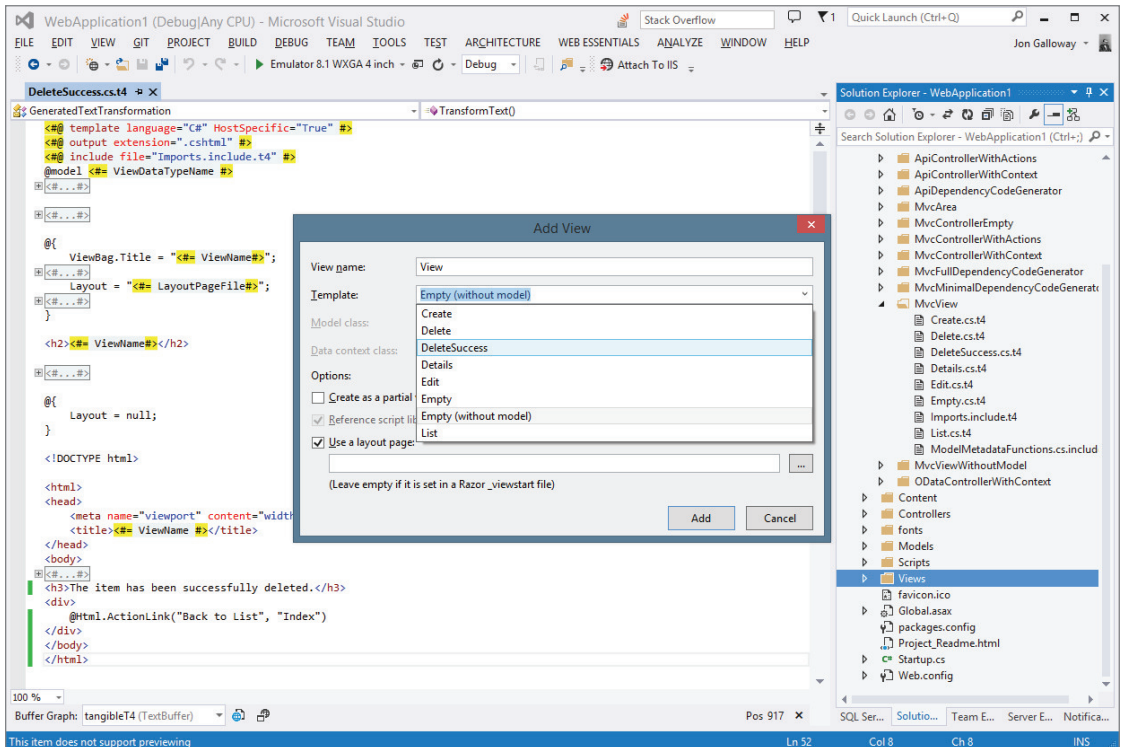 WebApplication1 (Debug|Any CPU) - Microsoft Visual Studio
Stack Overflow
1
Quick Launch (Ctrl+Q)
FILE EDIT VIEW GIT PROJECT BUILD DEBUG TEAM TOOLS TEST ARCHITECTURE WEB ESSENTIALS ANALYZE WINDOW HELP
Jon Galloway
Emulator 8.1 WXGA 4 inch
Debug
Attach To IIS
DeleteSuccess.cs.t4
GeneratedTextTransformation
TransformText()
<#@ template language="C#" HostSpecific="True" #>
<#@ output extension=".cshtml" #>
<#@ include file="Imports.include.t4" #>
@model <#= ViewDataTypeName #>
<#...#>
<#...#>
@{
ViewBag.Title = "<#= ViewName#>";
<#...#>
Layout = "<#= LayoutPageFile#>";
<#...#>
}
<h2><#= ViewName#></h2>
<#...#>
@{
Layout = null;
}
<!DOCTYPE html>
<html>
<head>
<meta name="viewport" content="width
<title><#= ViewName #></title>
</head>
<body>
<#...#>
<h3>The item has been successfully deleted.</h3>
<div>
@Html.ActionLink("Back to List", "Index")
</div>
</body>
</html>
100 %
Buffer Graph: tangibleT4 (TextBuffer)
Pos 917
This item does not support previewing
Ln 52 Col 8 Ch 8 INS
Add View
View name:
View
Template:
Empty (without model)
Model class:
Data context class:
Options:
Create as a partial
Reference script lib
Use a layout page:
Create
Delete
DeleteSuccess
Details
Edit
Empty
Empty (without model)
List
...
(Leave empty if it is set in a Razor _viewstart file)
Add
Cancel
Solution Explorer - WebApplication1
Search Solution Explorer - WebApplication1 (Ctrl+;)
ApiControllerWithActions
ApiControllerWithContext
ApiDependencyCodeGenerator
MvcArea
MvcControllerEmpty
MvcControllerWithActions
MvcControllerWithContext
MvcFullDependencyCodeGenerator
MvcMinimalDependencyCodeGenerato
MvcView
Create.cs.t4
Delete.cs.t4
DeleteSuccess.cs.t4
Details.cs.t4
Edit.cs.t4
Empty.cs.t4
Imports.include.t4
List.cs.t4
ModelMetadataFunctions.cs.includ
MvcViewWithoutModel
ODataControllerWithContext
Content
Controllers
fonts
Models
Scripts
Views
favicon.ico
Global.asax
packages.config
Project_Readme.html
Startup.cs
Web.config
SQL Ser... Solutio... Team E... Server E... Notifica...